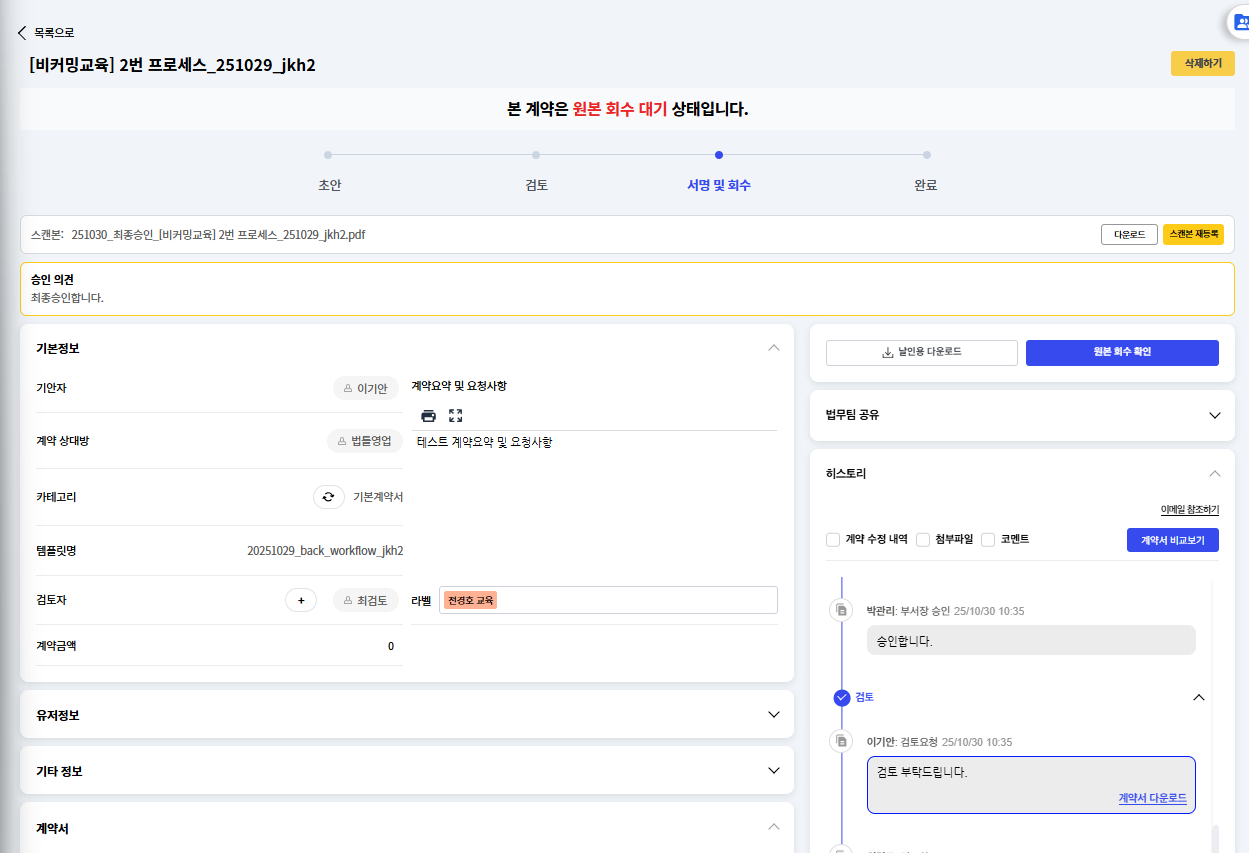 목록으로
[비커밍교육] 2번 프로세스_251029_jkh2
삭제하기
본 계약은 원본 회수 대기 상태입니다.
초안
검토
서명 및 회수
완료
스캔본: 251030_최종승인_[비커밍교육] 2번 프로세스_251029_jkh2.pdf
다운로드
스캔본 재등록
승인 의견
최종승인합니다.
기본정보
기안자
이기안
계약 상대방
법틀영업
카테고리
기본계약서
템플릿명
20251029_back_workflow_jkh2
검토자
+
최검토
계약금액
0
계약요약 및 요청사항
테스트 계약요약 및 요청사항
라벨
전경호 교육
유저정보
기타 정보
계약서
날인용 다운로드
원본 회수 확인
법무팀 공유
히스토리
이메일 참조하기
계약 수정 내역
첨부파일
코멘트
계약서 비교보기
박관리: 부서장 승인 25/10/30 10:35
승인합니다.
검토
이기안: 검토요청 25/10/30 10:35
검토 부탁드립니다.
계약서 다운로드